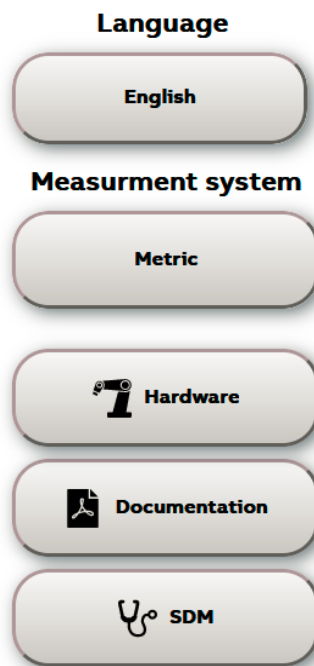 Language
English
Measurment system
Metric
Hardware
Documentation
SDM